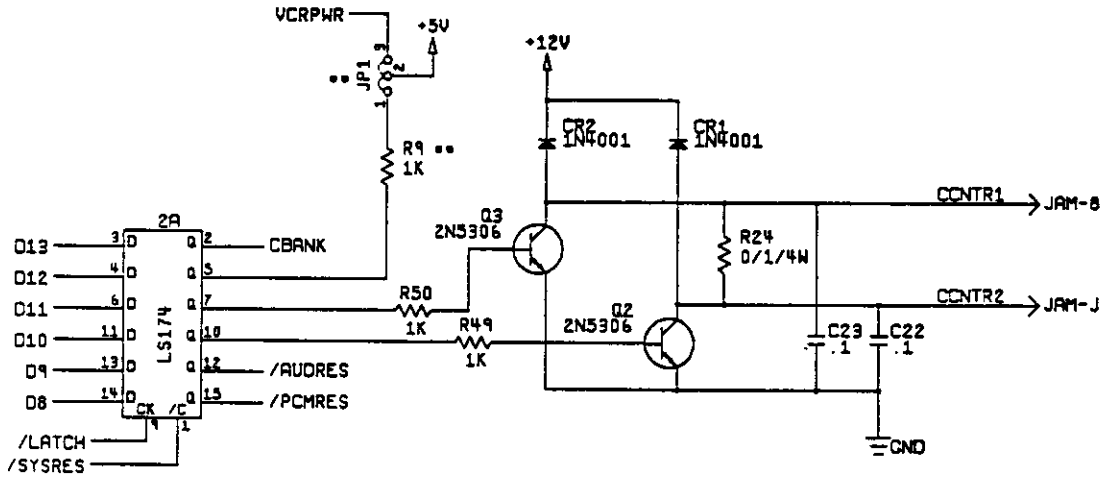 VCRPWR
+5V
3
2
1
** JP1
+12V
CR2
1N4001
CR1
1N4001
R9 **
1K
2A
Q3
2N5306
CCNTR1
JAM-8
D13 3 D Q 2 CBANK
R24
0/1/4W
D12 4 D Q 5
D11 6 D Q 7
R50
1K
CCNTR2
JAM-J
D10 11 D Q 10
R49
1K
Q2
2N5306
C23
.1
C22
.1
LS174
D9 13 D Q 12 /AUDRES
D8 14 D Q 15 /PCMRES
CK /C
9 1
/LATCH
/SYSRES
GND